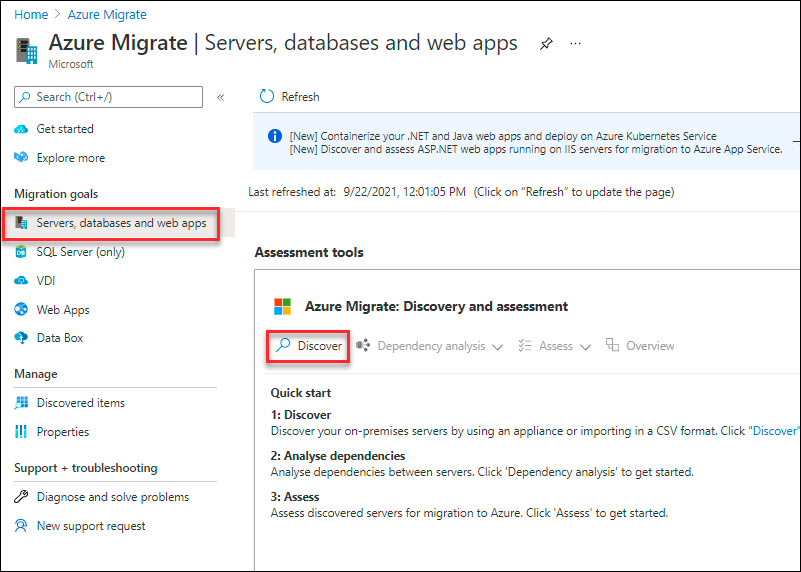 Home > Azure Migrate
Azure Migrate | Servers, databases and web apps
Microsoft
Search (Ctrl+/)
Get started
Explore more
Migration goals
Servers, databases and web apps
SQL Server (only)
VDI
Web Apps
Data Box
Manage
Discovered items
Properties
Support + troubleshooting
Diagnose and solve problems
New support request
Refresh
[New] Containerize your .NET and Java web apps and deploy on Azure Kubernetes Service
[New] Discover and assess ASP.NET web apps running on IIS servers for migration to Azure App Service.
Last refreshed at: 9/22/2021, 12:01:05 PM (Click on “Refresh” to update the page)
Assessment tools
Azure Migrate: Discovery and assessment
Discover Dependency analysis Assess Overview
Quick start
1: Discover
Discover your on-premises servers by using an appliance or importing in a CSV format. Click "Discover"
2: Analyse dependencies
Analyse dependencies between servers. Click 'Dependency analysis' to get started.
3: Assess
Assess discovered servers for migration to Azure. Click 'Assess' to get started.